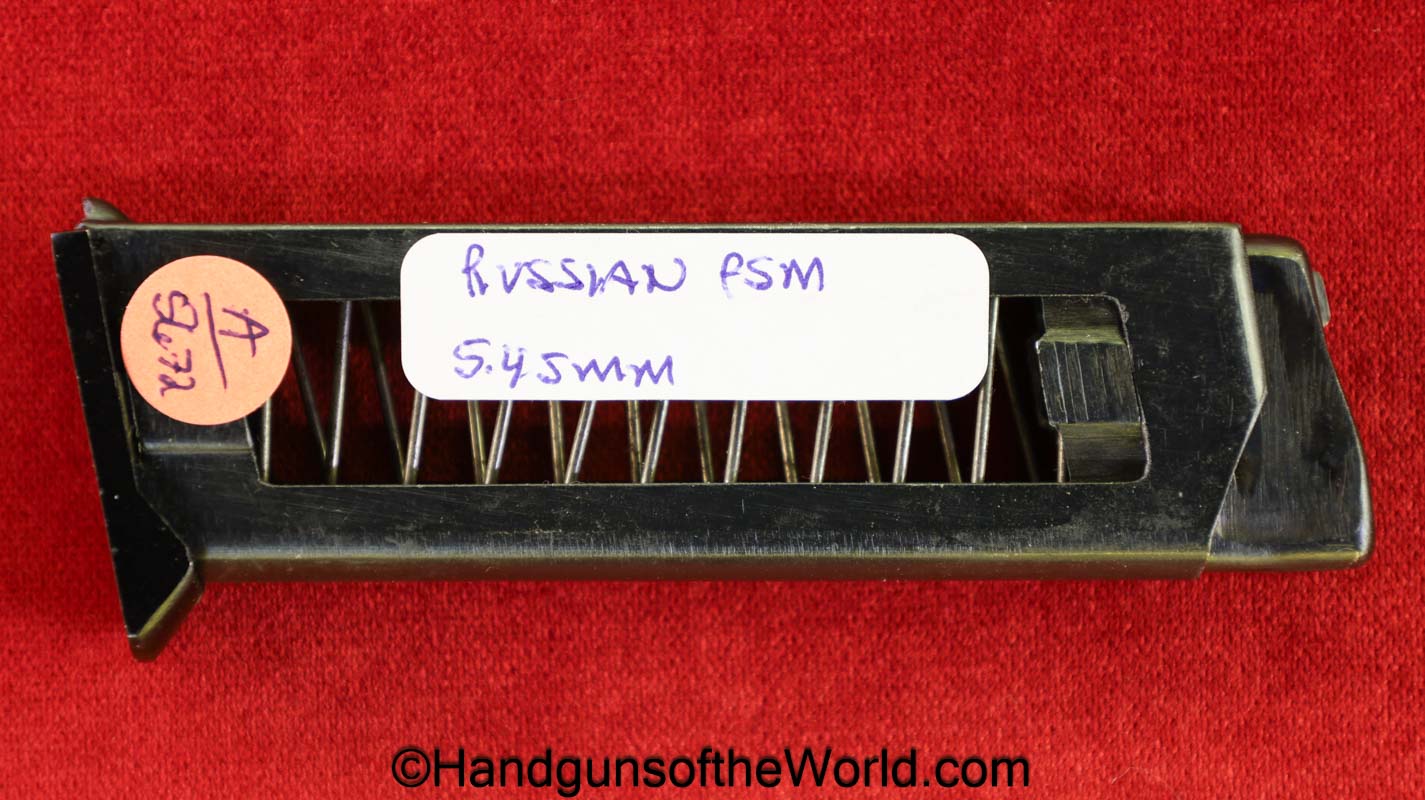 RUSSIAN PSM
5.45MM
A
©HandgunsoftheWorld.com